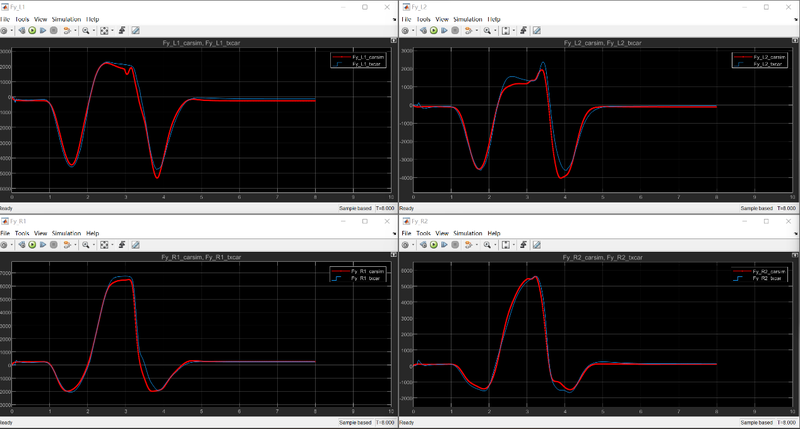 Fy_L1
File Tools View Simulation Help
Fy_L1_carsim, Fy_L1_txcar
Fy_L1_carsim
Fy_L1_txcar
3000
2000
1000
0
-1000
-2000
-3000
-4000
-5000
0 1 2 3 4 5 6 7 8 9 10
Ready Sample based T=8.000
Fy_L2
File Tools View Simulation Help
Fy_L2_carsim, Fy_L2_txcar
Fy_L2_carsim
Fy_L2_txcar
3000
2000
1000
0
-1000
-2000
-3000
-4000
0 1 2 3 4 5 6 7 8 9 10
Ready Sample based T=8.000
Fy_R1
File Tools View Simulation Help
Fy_R1_carsim, Fy_R1_txcar
Fy_R1_carsim
Fy_R1_txcar
7000
6000
5000
4000
3000
2000
1000
0
-1000
-2000
0 1 2 3 4 5 6 7 8 9 10
Ready Sample based T=8.000
Fy_R2
File Tools View Simulation Help
Fy_R2_carsim, Fy_R2_txcar
Fy_R2_carsim
Fy_R2_txcar
6000
5000
4000
3000
2000
1000
0
-1000
-2000
0 1 2 3 4 5 6 7 8 9 10
Ready Sample based T=8.000